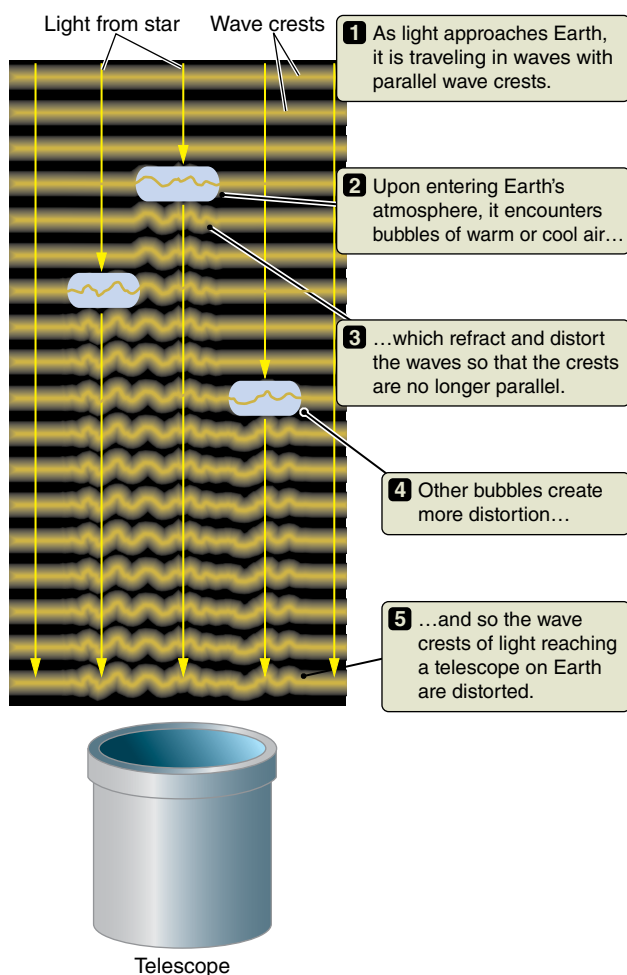 Light from star
Wave crests
1 As light approaches Earth,
it is traveling in waves with
parallel wave crests.
2 Upon entering Earth's
atmosphere, it encounters
bubbles of warm or cool air…
3 …which refract and distort
the waves so that the crests
are no longer parallel.
4 Other bubbles create
more distortion…
5 …and so the wave
crests of light reaching
a telescope on Earth
are distorted.
Telescope